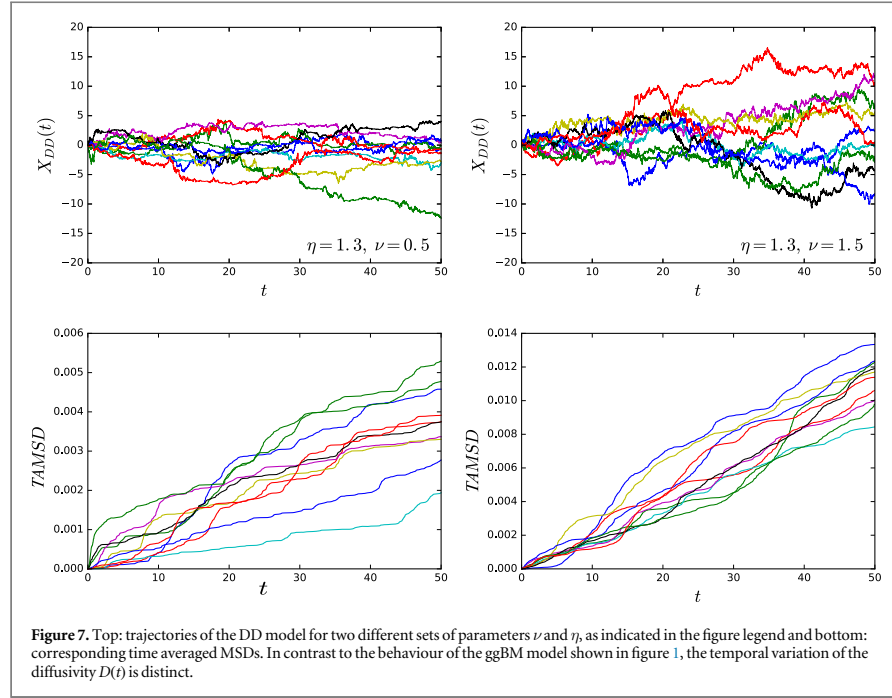 20
15
10
5
0
−5
−10
−15
−20
X_DD(t)
η=1.3, ν=0.5
0 10 20 30 40 50
t
20
15
10
5
0
−5
−10
−15
−20
X_DD(t)
η=1.3, ν=1.5
0 10 20 30 40 50
t
0.006
0.005
0.004
0.003
0.002
0.001
0.000
TAMSD
0 10 20 30 40 50
t
0.014
0.012
0.010
0.008
0.006
0.004
0.002
0.000
TAMSD
0 10 20 30 40 50
t
Figure 7. Top: trajectories of the DD model for two different sets of parameters ν and η, as indicated in the figure legend and bottom:
corresponding time averaged MSDs. In contrast to the behaviour of the ggBM model shown in figure 1, the temporal variation of the
diffusivity D(t) is distinct.